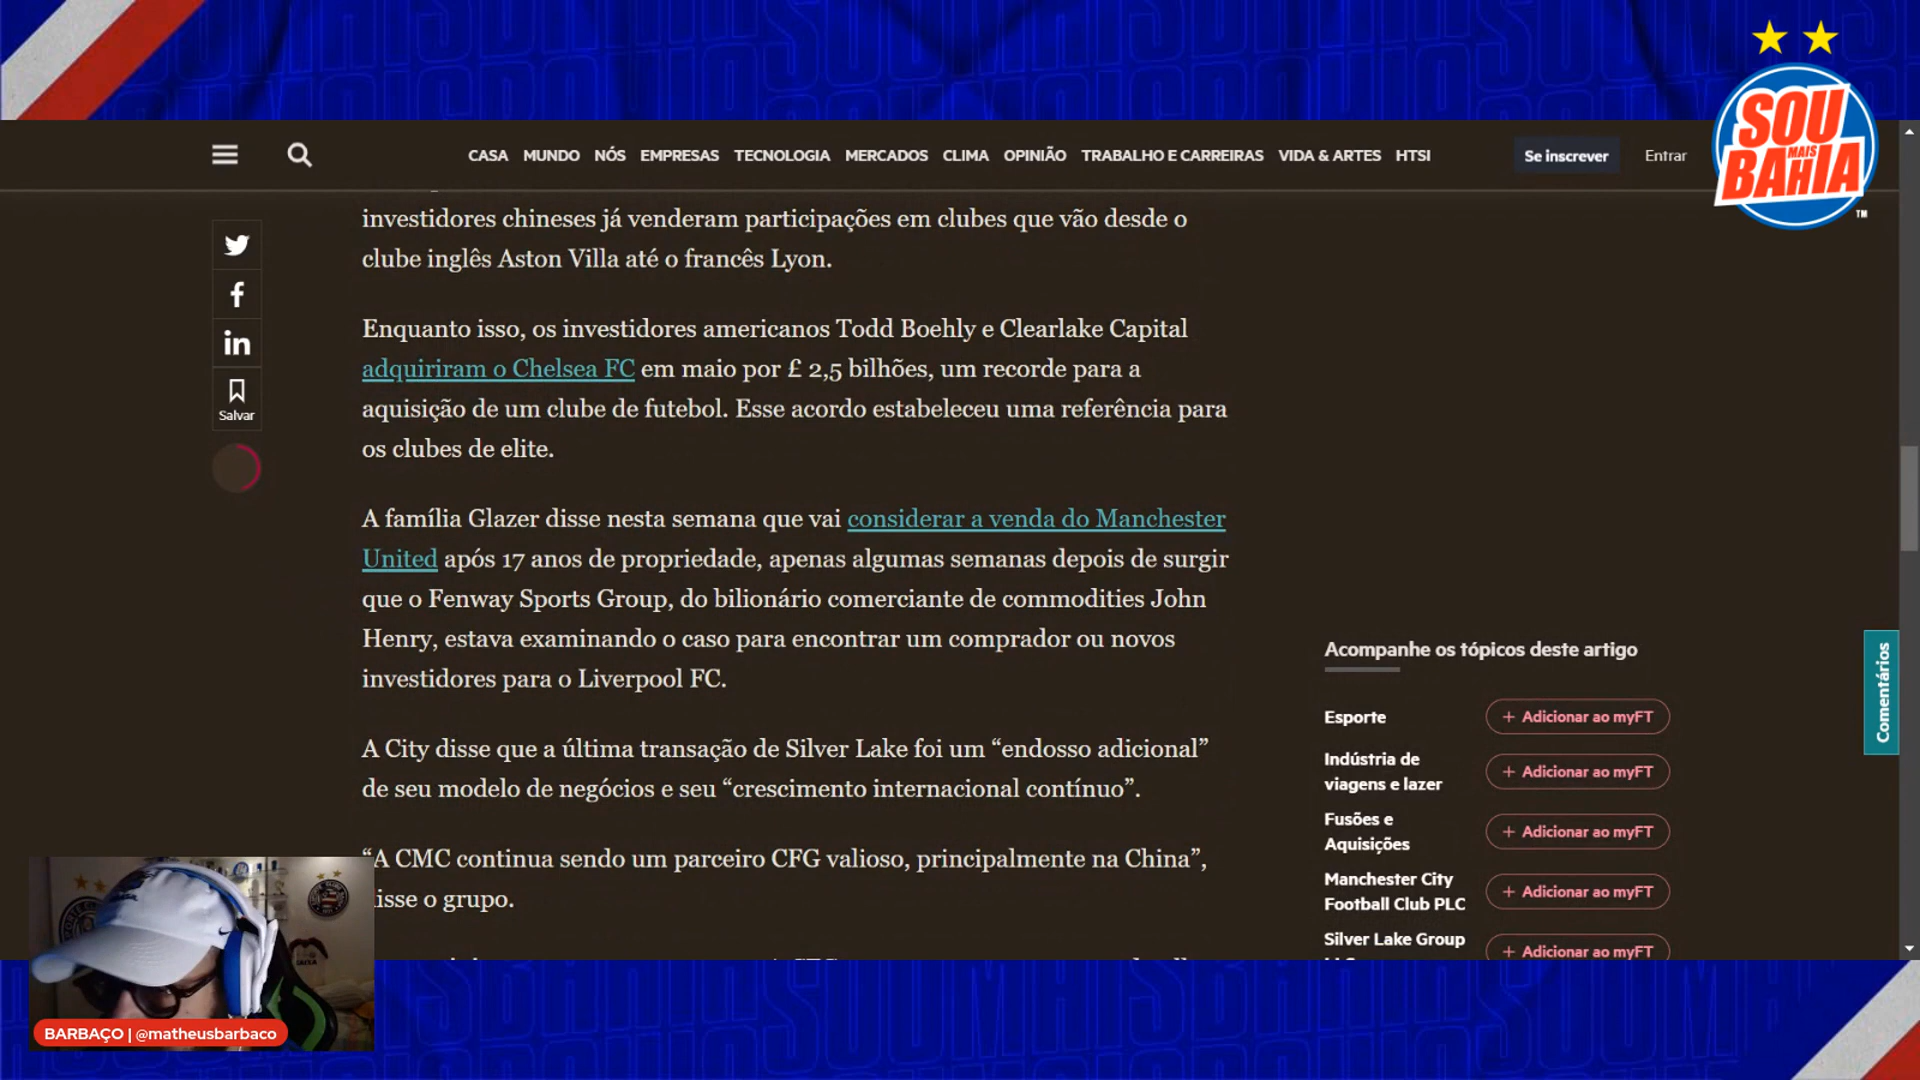 SOU
MAIS
BAHIA
TM
CASA MUNDO NÓS EMPRESAS TECNOLOGIA MERCADOS CLIMA OPINIÃO TRABALHO E CARREIRAS VIDA & ARTES HTSI Se inscrever Entrar
investidores chineses já venderam participações em clubes que vão desde o
clube inglês Aston Villa até o francês Lyon.
Salvar
Enquanto isso, os investidores americanos Todd Boehly e Clearlake Capital
adquiriram o Chelsea FC em maio por £ 2,5 bilhões, um recorde para a
aquisição de um clube de futebol. Esse acordo estabeleceu uma referência para
os clubes de elite.
A família Glazer disse nesta semana que vai considerar a venda do Manchester
United após 17 anos de propriedade, apenas algumas semanas depois de surgir
que o Fenway Sports Group, do bilionário comerciante de commodities John
Henry, estava examinando o caso para encontrar um comprador ou novos
investidores para o Liverpool FC.
A City disse que a última transação de Silver Lake foi um “endosso adicional”
de seu modelo de negócios e seu “crescimento internacional contínuo”.
“A CMC continua sendo um parceiro CFG valioso, principalmente na China”,
disse o grupo.
Acompanhe os tópicos deste artigo
Esporte + Adicionar ao myFT
Indústria de
viagens e lazer + Adicionar ao myFT
Fusões e
Aquisições + Adicionar ao myFT
Manchester City
Football Club PLC + Adicionar ao myFT
Silver Lake Group
+ Adicionar ao myFT
Comentários
BARBAÇO | @matheusbarbaco